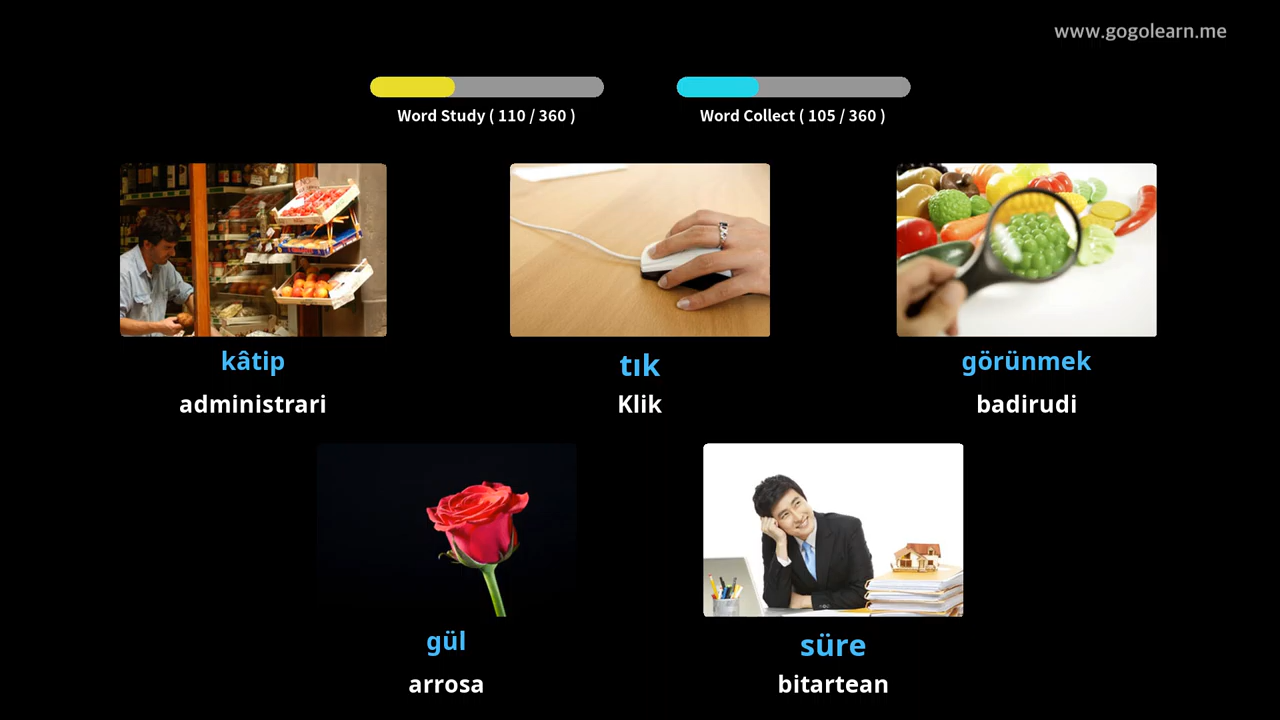 www.gogolearn.me
Word Study ( 110 / 360 )
Word Collect ( 105 / 360 )
kâtip
administrari
tık
Klik
görünmek
badirudi
gül
arrosa
süre
bitartean